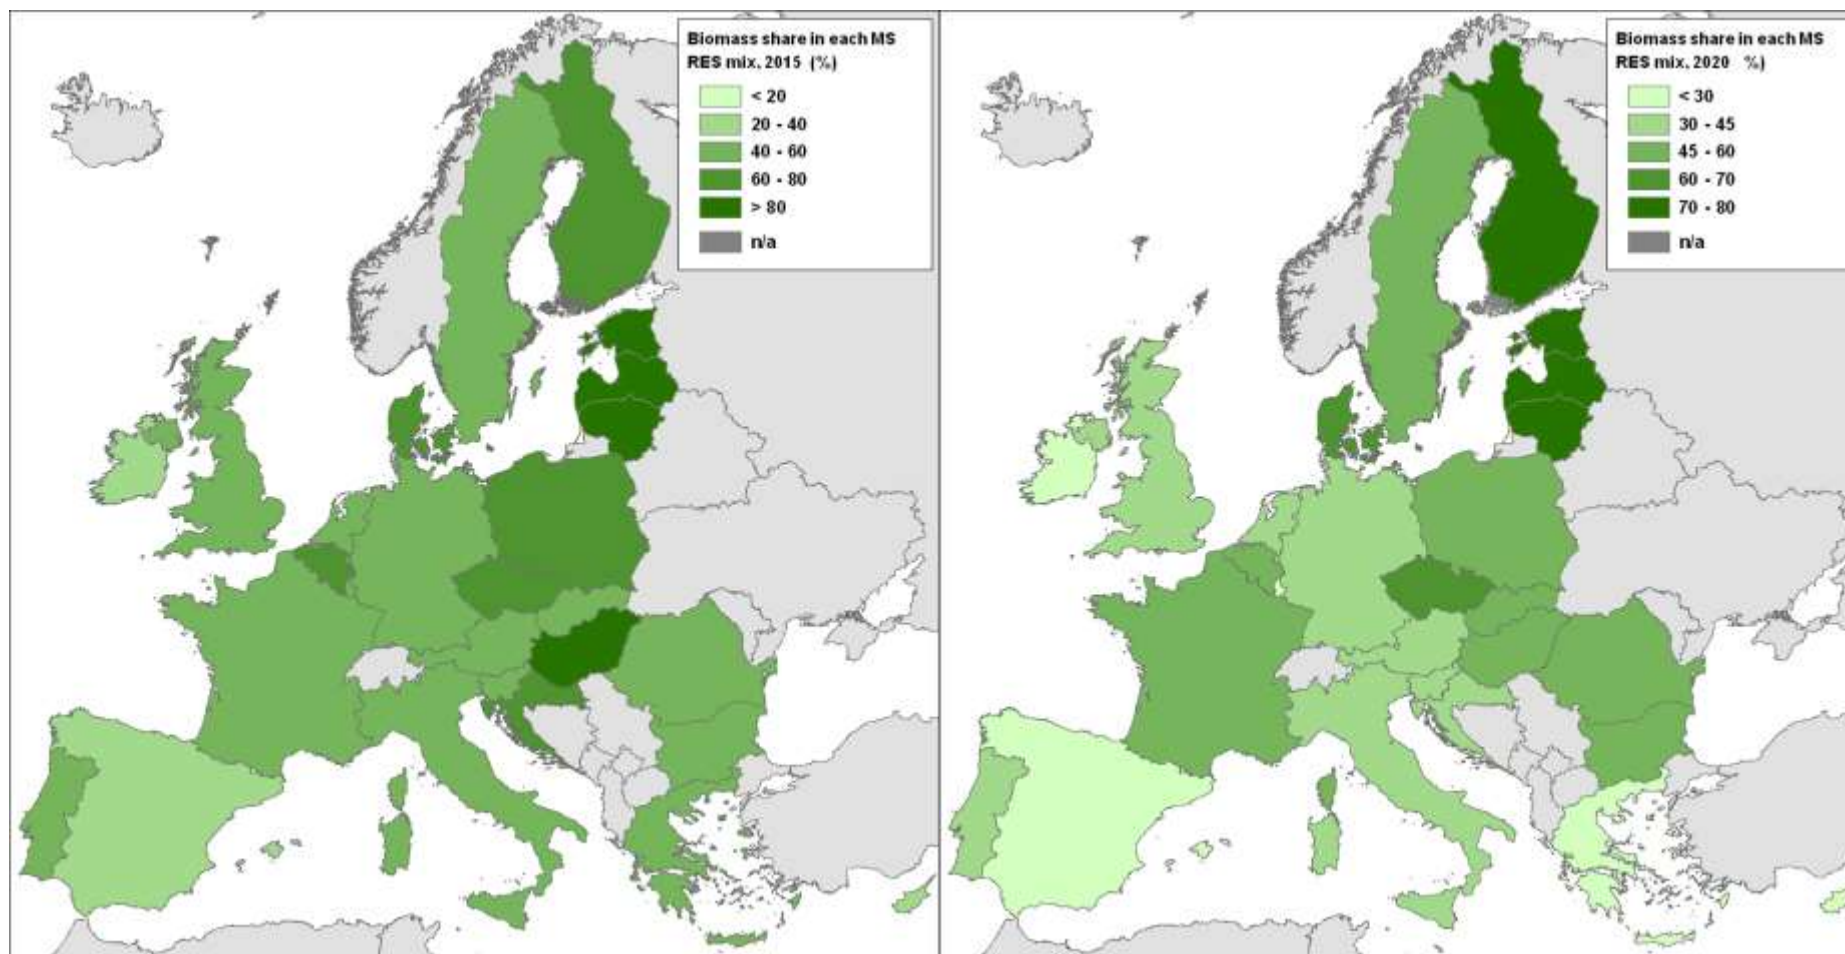 Biomass share in each MS
RES mix, 2015 (%)
< 20
20 - 40
40 - 60
60 - 80
> 80
n/a
Biomass share in each MS
RES mix, 2020 %)
< 30
30 - 45
45 - 60
60 - 70
70 - 80
n/a